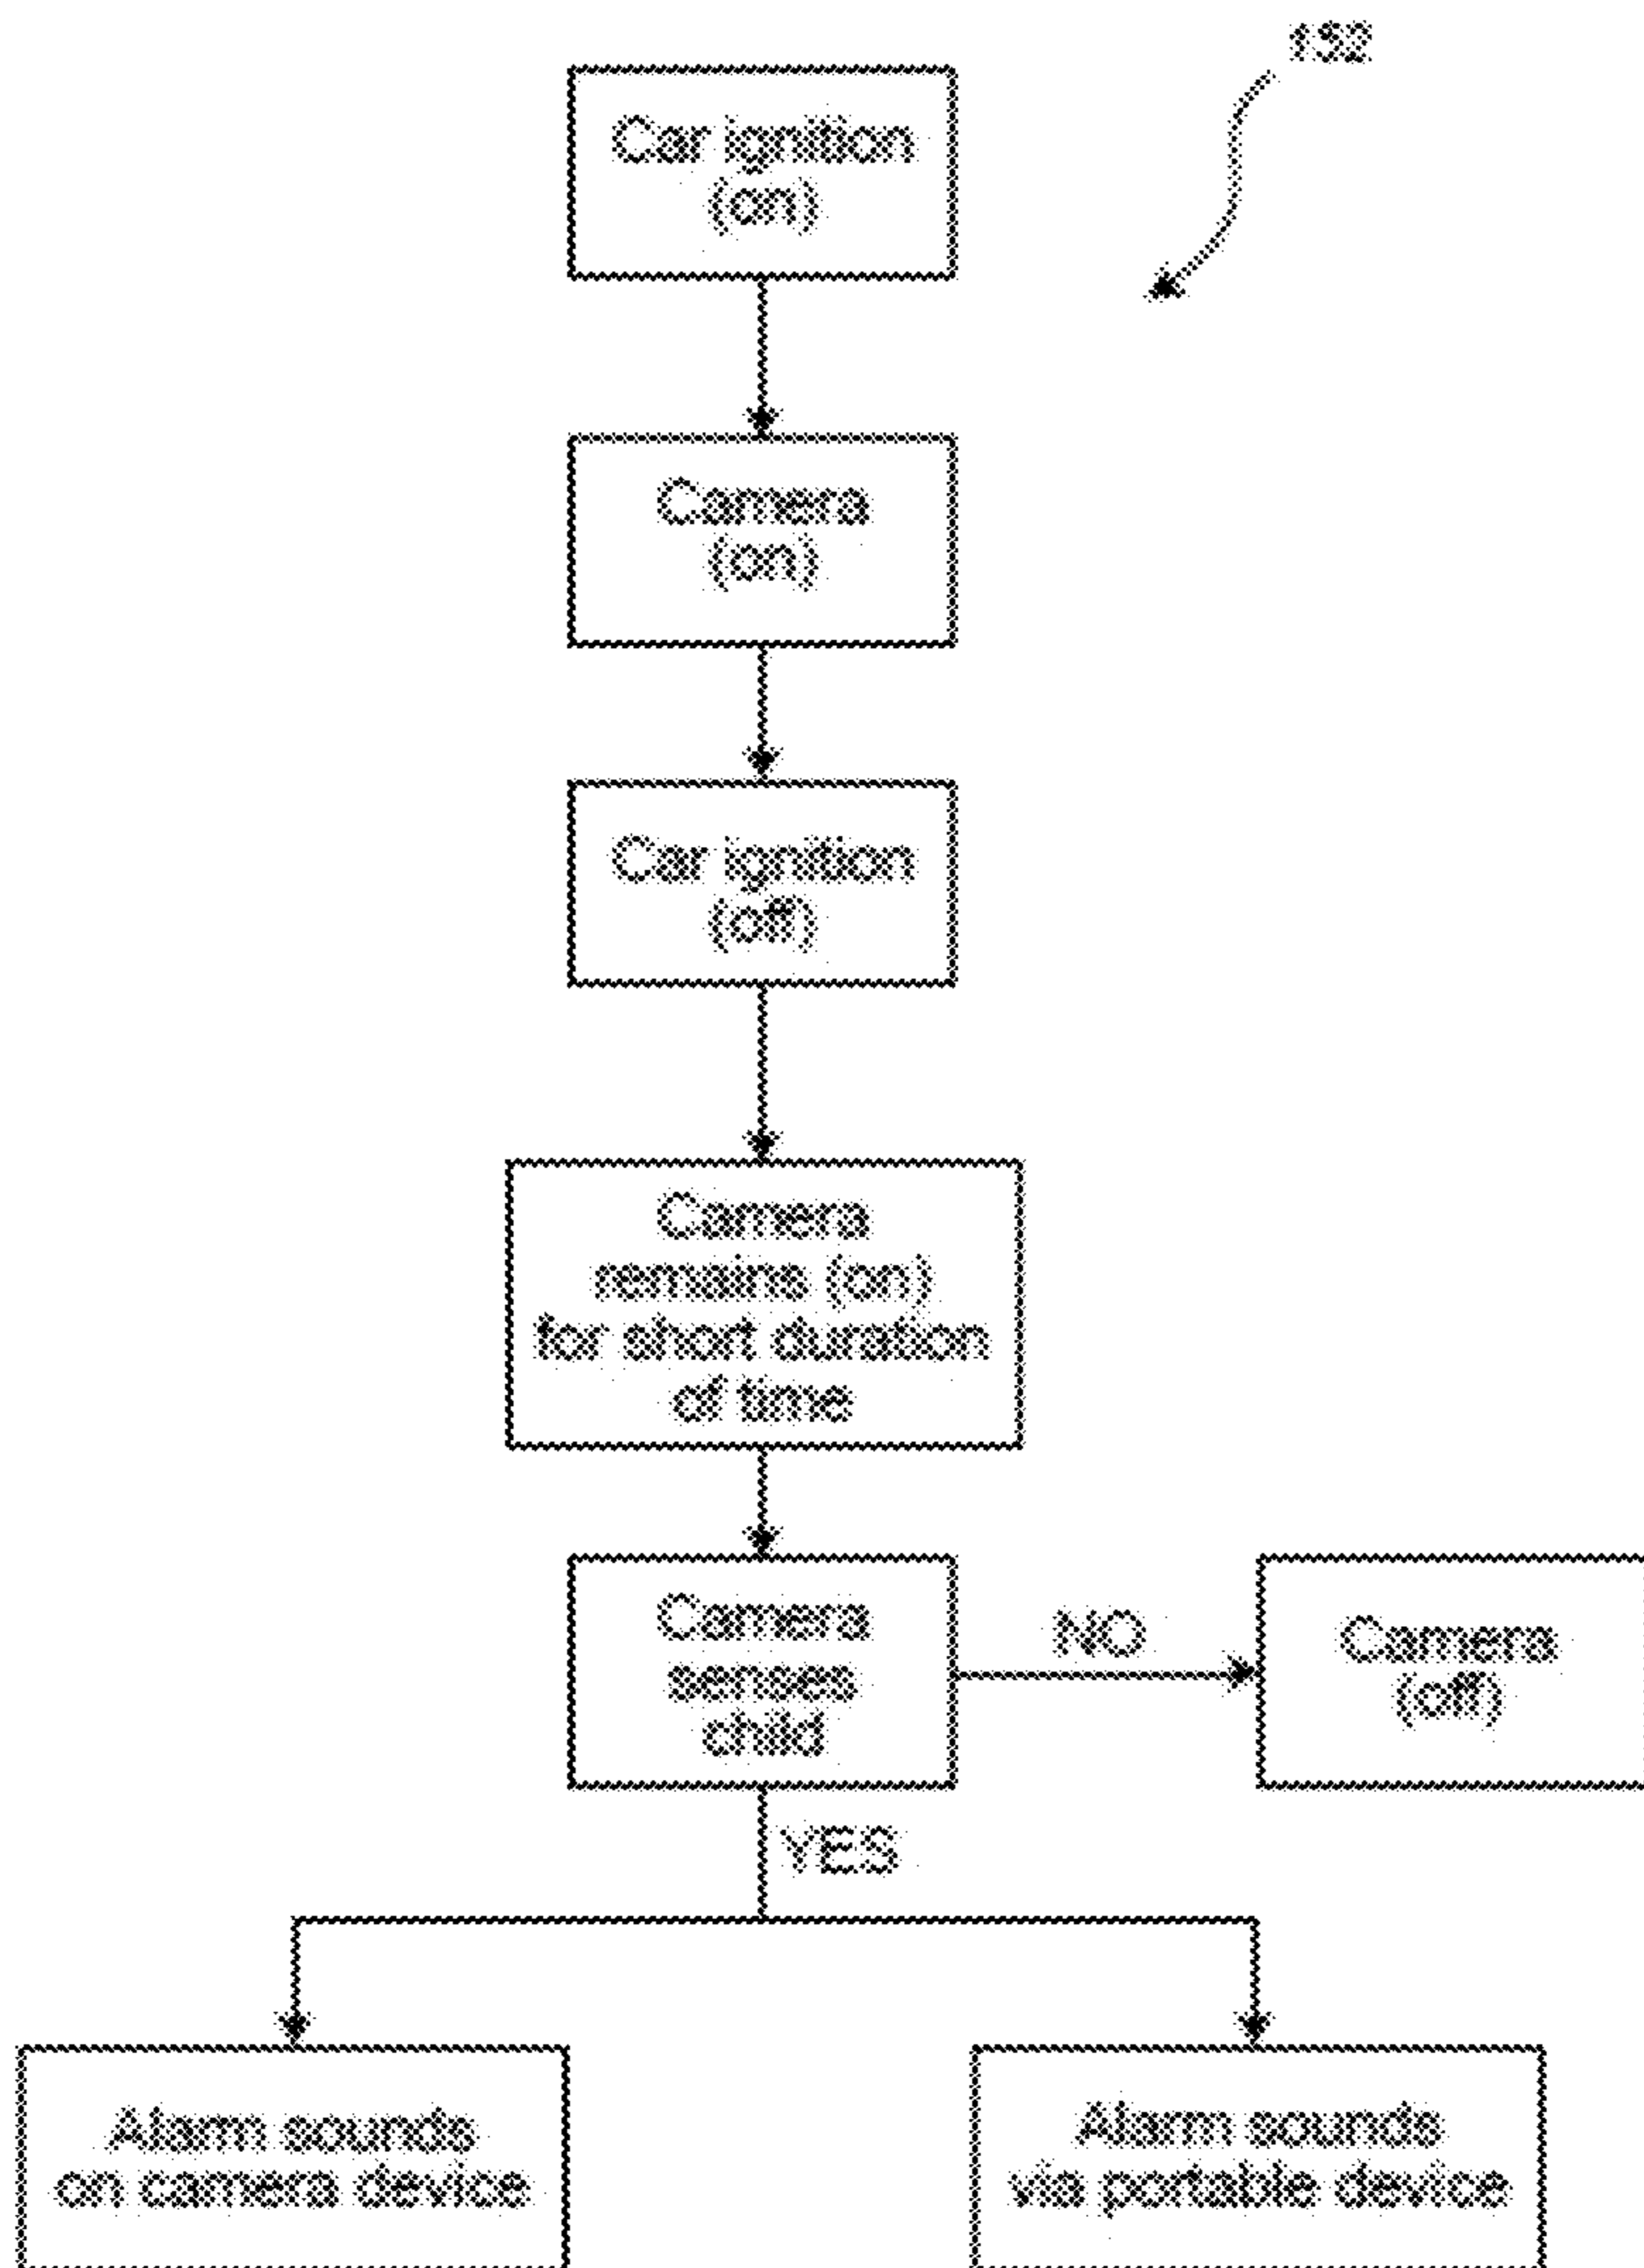 132
Car ignition
(on)
Camera
(on)
Car ignition
(off)
Camera
remains (on)
for short duration
of time
Camera
senses
child
NO
Camera
(off)
YES
Alarm sounds
on camera device
Alarm sounds
via portable device